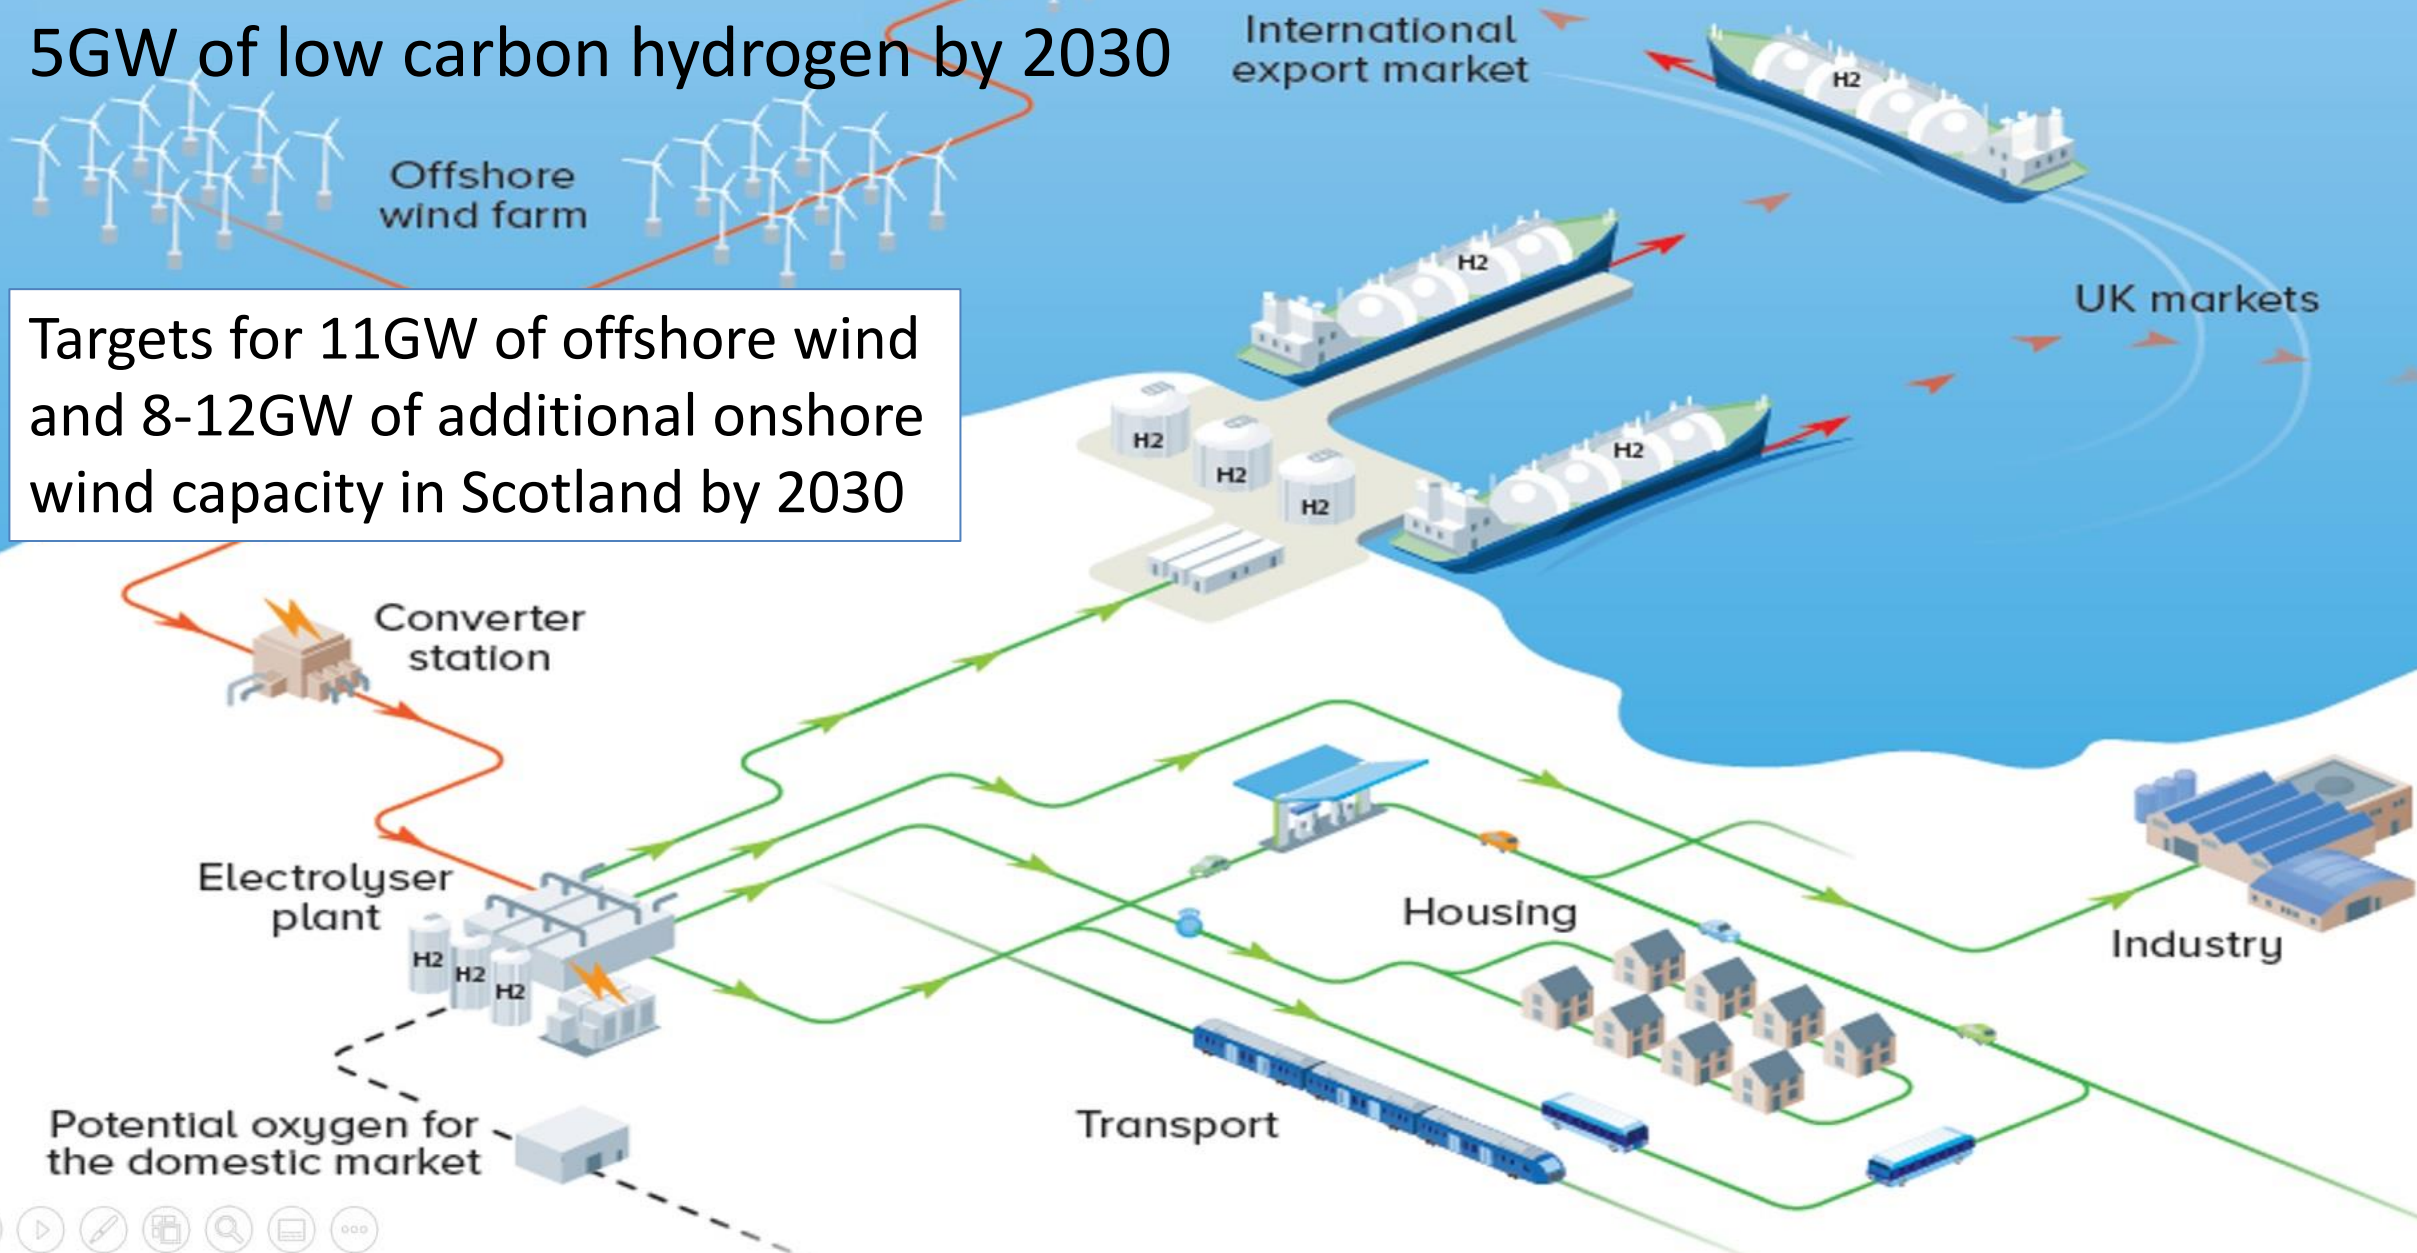 5GW of low carbon hydrogen by 2030
International
export market
H2
Offshore
wind farm
H2
UK markets
Targets for 11GW of offshore wind
and 8-12GW of additional onshore
wind capacity in Scotland by 2030
H2
H2
H2
H2
Converter
station
Electrolyser
plant
H2
H2
H2
Housing
Industry
Transport
Potential oxygen for
the domestic market